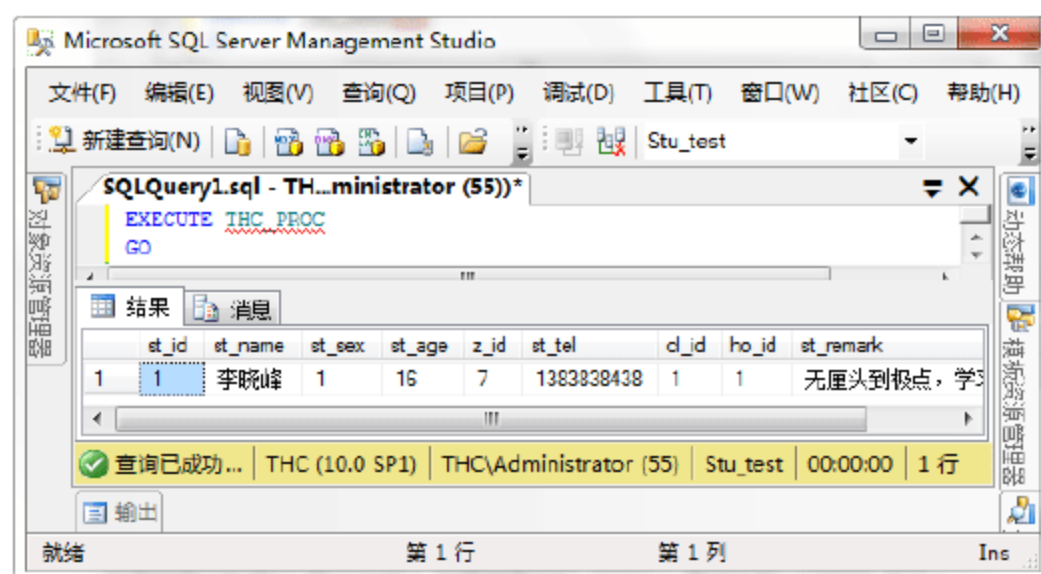 Microsoft SQL Server Management Studio
文件(F) 编辑(E) 视图(V) 查询(Q) 项目(P) 调试(D) 工具(T) 窗口(W) 社区(C) 帮助(H)
新建查询(N) Stu_test
SQLQuery1.sql - TH...ministrator (55))*
EXECUTE THC_PROC
GO
对象资源管理器
动态帮助
模板资源管理器
结果 消息
st_id st_name st_sex st_age z_id st_tel cl_id ho_id st_remark
1 1 李晓峰 1 16 7 1383838438 1 1 无厘头到极点，学
查询已成功... THC (10.0 SP1) THC\Administrator (55) Stu_test 00:00:00 1 行
输出
就绪 第 1 行 第 1 列 Ins